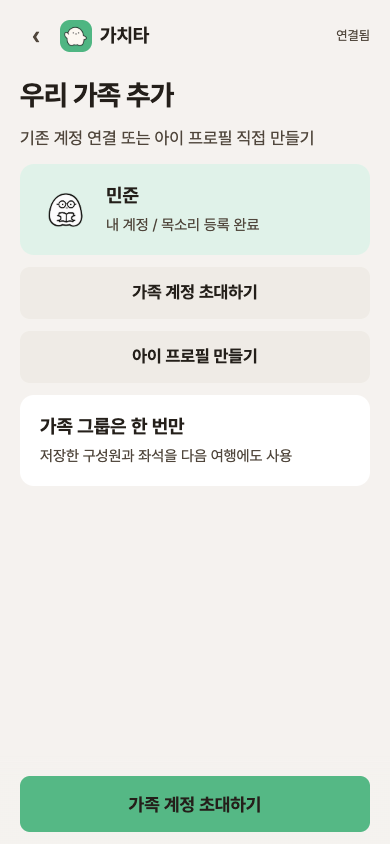 ‹ 가치타
연결됨
우리 가족 추가
기존 계정 연결 또는 아이 프로필 직접 만들기
민준
내 계정 / 목소리 등록 완료
가족 계정 초대하기
아이 프로필 만들기
가족 그룹은 한 번만
저장한 구성원과 좌석을 다음 여행에도 사용
가족 계정 초대하기